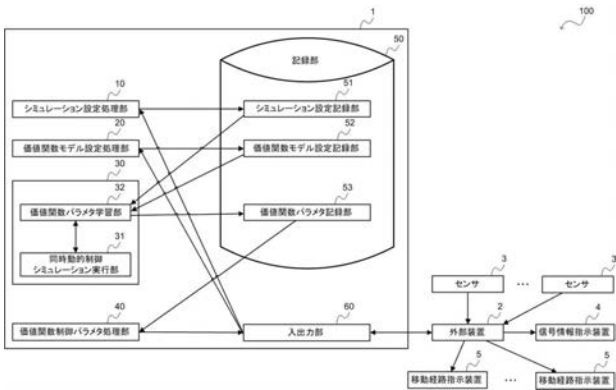 100
1
50
記録部
10
シミュレーション設定処理部
51
シミュレーション設定記録部
20
価値関数モデル設定処理部
52
価値関数モデル設定記録部
30
32
価値関数パラメタ学習部
53
価値関数パラメタ記録部
31
同時動的制御
シミュレーション実行部
3
センサ
…
3
センサ
40
価値関数制御パラメタ処理部
60
入出力部
2
外部装置
4
信号情報指示装置
5
移動経路指示装置
…
5
移動経路指示装置